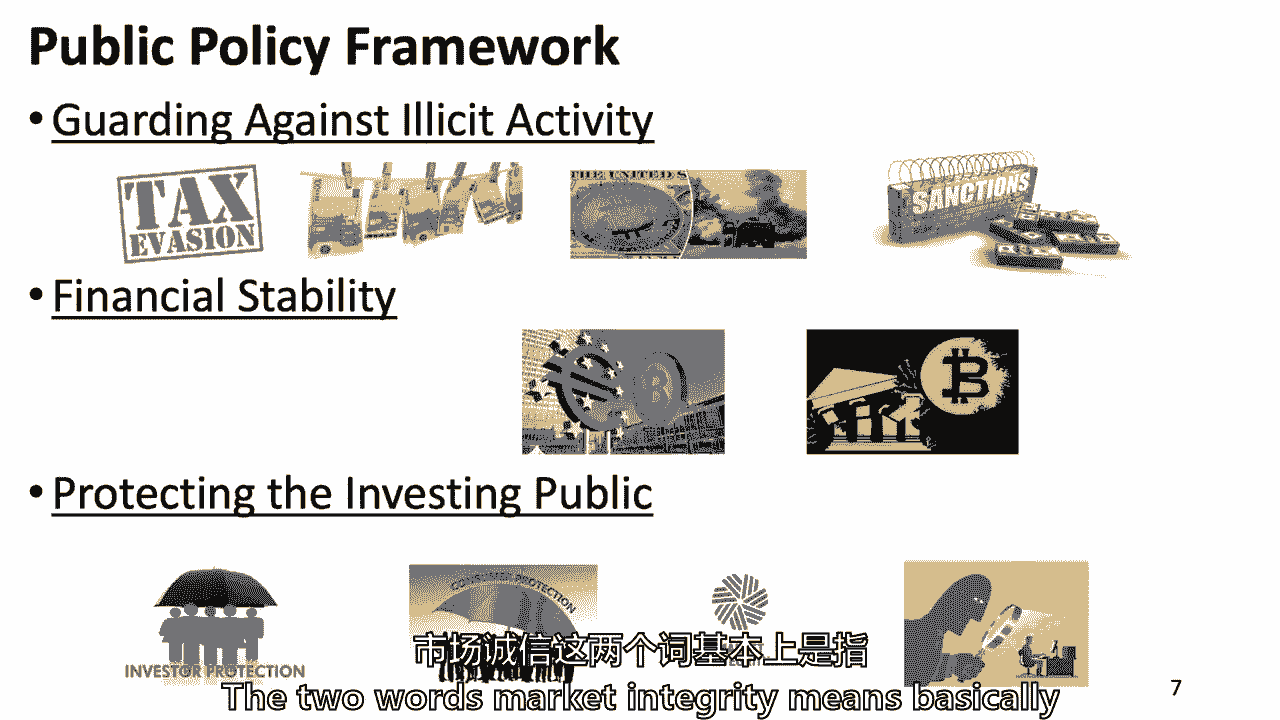 Public Policy Framework
• Guarding Against Illicit Activity
TAX
EVASION
THE UNITED S
SANCTIONS
• Financial Stability
• Protecting the Investing Public
INVESTOR PROTECTION
CONSUMER PROTECTION
市场诚信这两个词基本上是指
The two words market integrity means basically
7